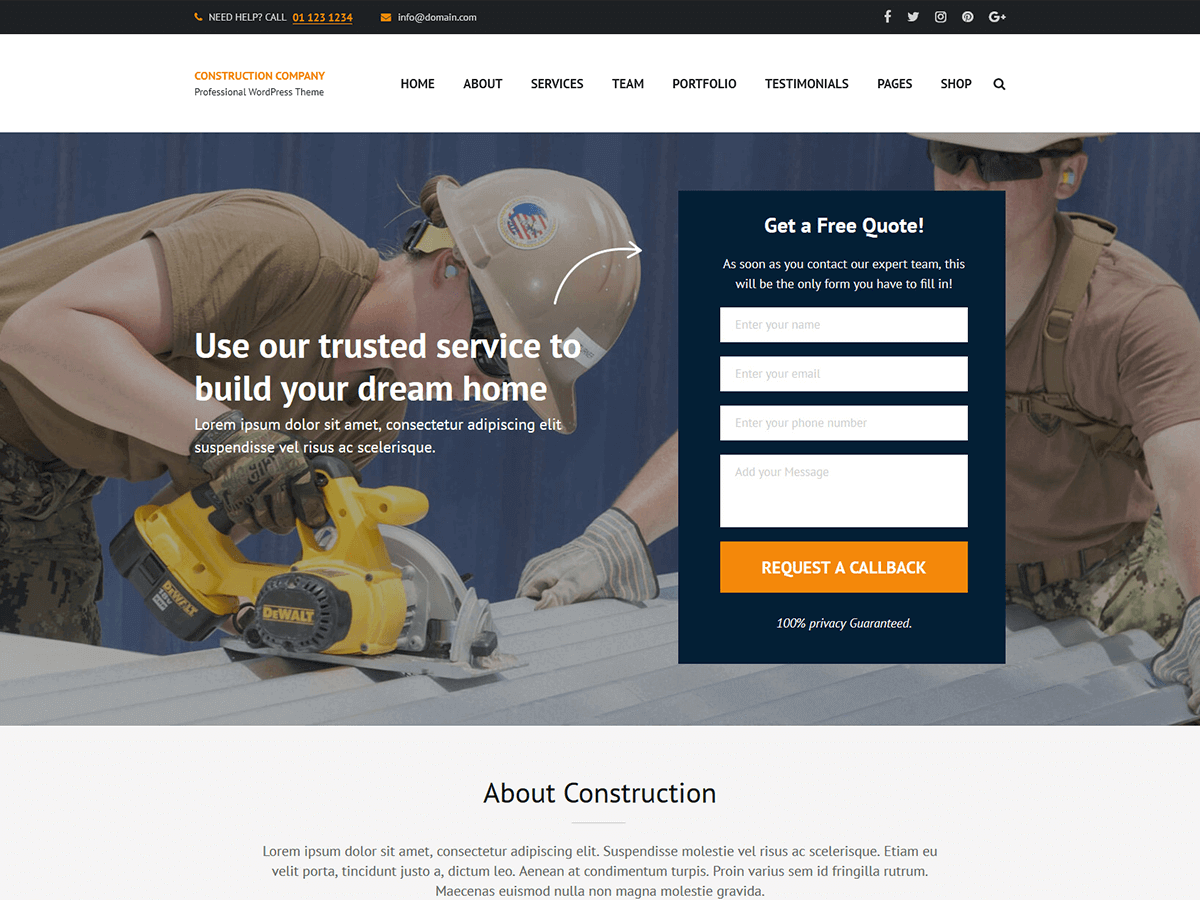 NEED HELP? CALL 01 123 1234 info@domain.com
CONSTRUCTION COMPANY
Professional WordPress Theme
HOME ABOUT SERVICES TEAM PORTFOLIO TESTIMONIALS PAGES SHOP
Get a Free Quote!
As soon as you contact our expert team, this
will be the only form you have to fill in!
Enter your name
Enter your email
Enter your phone number
Add your Message
REQUEST A CALLBACK
100% privacy Guaranteed.
Use our trusted service to
build your dream home
Lorem ipsum dolor sit amet, consectetur adipiscing elit
suspendisse vel risus ac scelerisque.
DEWALT
18V
DEWALT
About Construction
Lorem ipsum dolor sit amet, consectetur adipiscing elit. Suspendisse molestie vel risus ac scelerisque. Etiam eu
velit porta, tincidunt justo a, dictum leo. Aenean at condimentum turpis. Proin varius sem id fringilla rutrum.
Maecenas euismod nulla non magna molestie gravida.